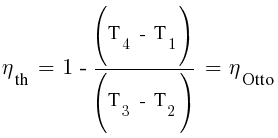 η_th = 1 - (T_4 - T_1) / (T_3 - T_2) = η_Otto